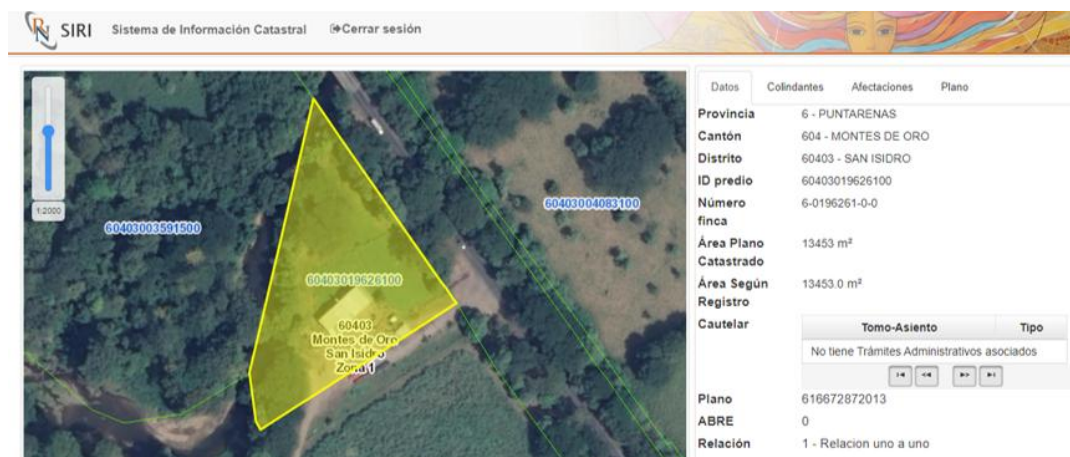 SIRI Sistema de Información Catastral Cerrar sesión
1:2000
60403003591500
60403004083100
60403019626100
60403
Montes de Oro
San Isidro
Zona 1
Datos Colindantes Afectaciones Plano
Provincia 6 - PUNTARENAS
Cantón 604 - MONTES DE ORO
Distrito 60403 - SAN ISIDRO
ID predio 60403019626100
Número 6-0196261-0-0
finca
Área Plano 13453 m²
Catastrado
Área Según 13453.0 m²
Registro
Cautelar Tomo-Asiento Tipo
No tiene Trámites Administrativos asociados
Plano 616672872013
ABRE 0
Relación 1 - Relacion uno a uno